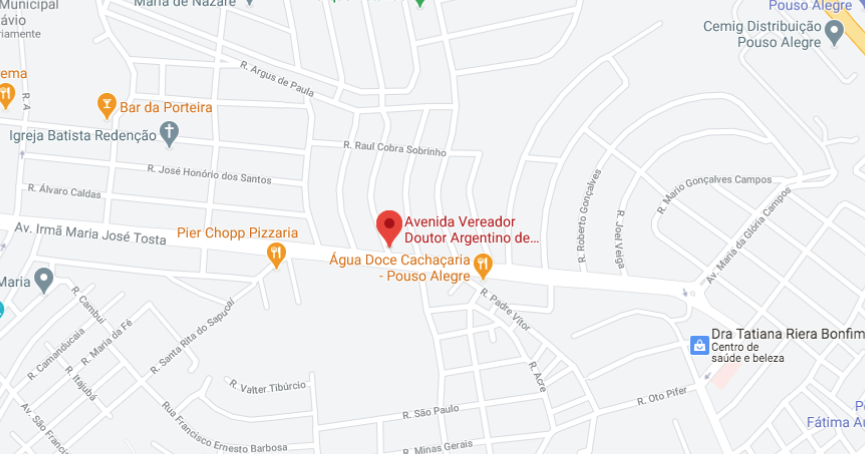 Municipal
ávio
riamente
Maria de Nazaré
Pouso Alegre
Cemig Distribuição
Pouso Alegre
ema
R. A
Bar da Porteira
R. Argus de Paula
Igreja Batista Redenção
R. Raul Cobra Sobrinho
R. José Honório dos Santos
R. Álvaro Caldas
R. Roberto Gonçalves
R. Mario Gonçalves Campos
R. Joel Veiga
Av. Maria da Glória Campos
Av. Irmã Maria José Tosta
Pier Chopp Pizzaria
Avenida Vereador
Doutor Argentino de...
Água Doce Cachaçaria
- Pouso Alegre
Maria
R. Cambuí
R. Padre Vitor
R. Maria da Fé
R. Santa Rita do Sapucaí
R. Camanducaia
R. Itajubá
Dra Tatiana Riera Bonfim
Centro de
saúde e beleza
R. Valter Tibúrcio
R. Acre
R. Oto Pifer
Av. São Franci
Rua Francisco Ernesto Barbosa
R. São Paulo
R. Minas Gerais
P
Fátima Au